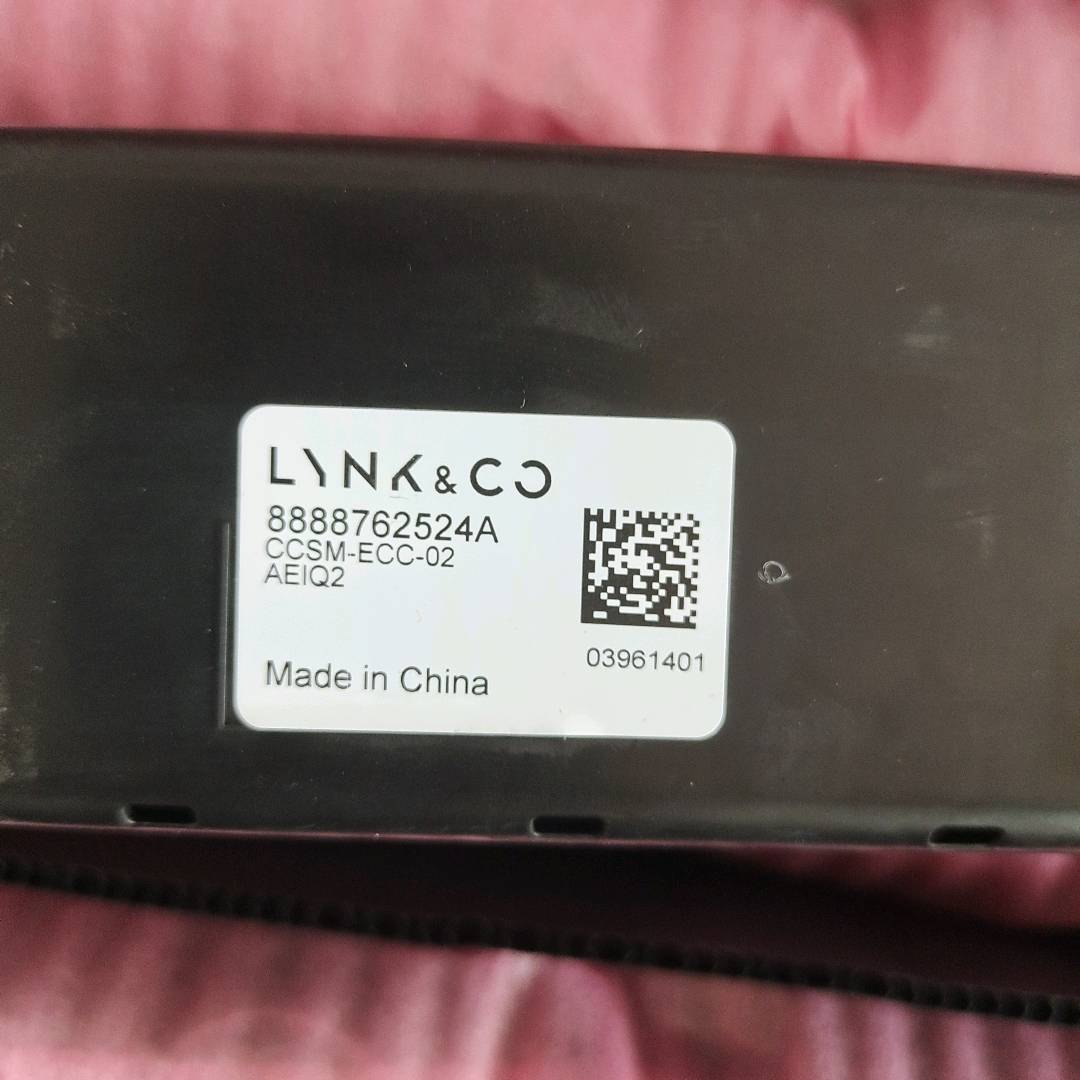 LYNK & CO
8888762524A
CCSM-ECC-02
AEIQ2
03961401
Made in China